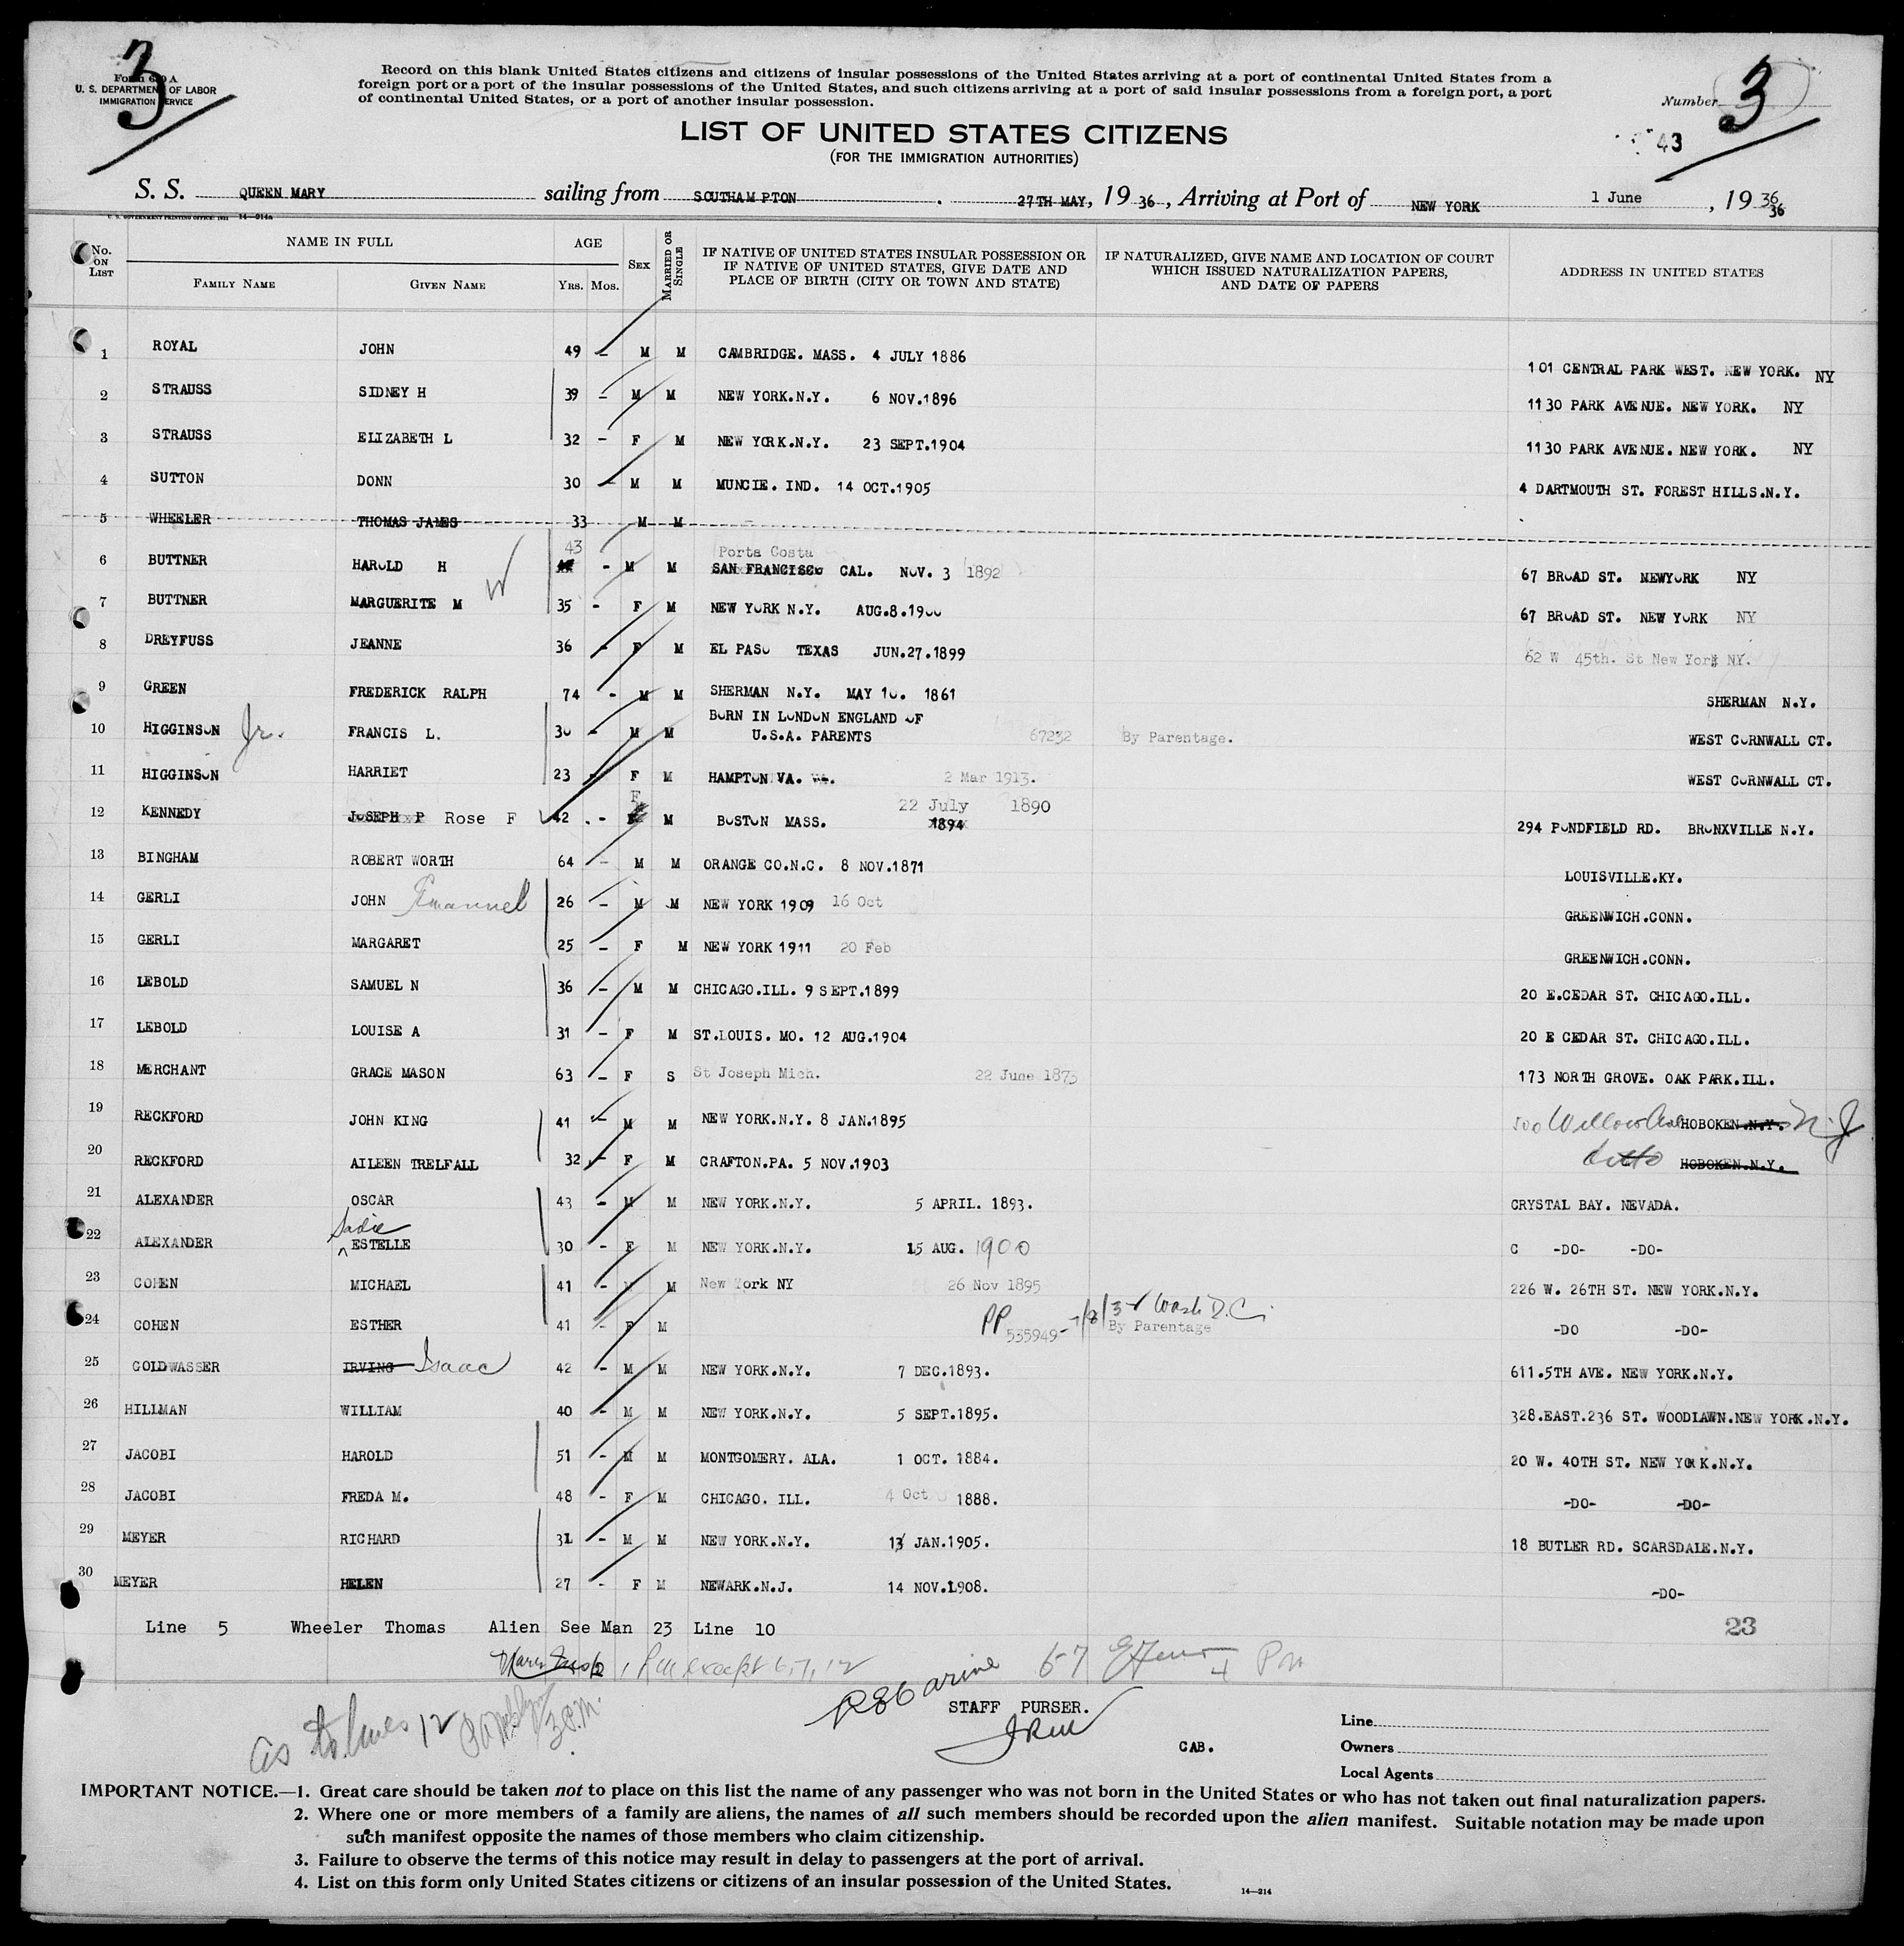 3
Form 630 A
U. S. DEPARTMENT OF LABOR
IMMIGRATION SERVICE
Record on this blank United States citizens and citizens of insular possessions of the United States arriving at a port of continental United States from a
foreign port or a port of the insular possessions of the United States, and such citizens arriving at a port of said insular possessions from a foreign port, a port
of continental United States, or a port of another insular possession.
Number 3
43
LIST OF UNITED STATES CITIZENS
(FOR THE IMMIGRATION AUTHORITIES)
S. S. QUEEN MARY sailing from SOUTHAMPTON , 27TH MAY, 19 36, Arriving at Port of NEW YORK 1 June , 19 36 36
U. S. GOVERNMENT PRINTING OFFICE: 1931 14—214a
No. ON LIST NAME IN FULL FAMILY NAME GIVEN NAME AGE YRS. MOS. SEX MARRIED OR SINGLE IF NATIVE OF UNITED STATES INSULAR POSSESSION OR IF NATIVE OF UNITED STATES, GIVE DATE AND PLACE OF BIRTH (CITY OR TOWN AND STATE) IF NATURALIZED, GIVE NAME AND LOCATION OF COURT WHICH ISSUED NATURALIZATION PAPERS, AND DATE OF PAPERS ADDRESS IN UNITED STATES
1 ROYAL JOHN 49 – M M CAMBRIDGE. MASS. 4 JULY 1886 101 CENTRAL PARK WEST. NEW YORK. NY
2 STRAUSS SIDNEY H 39 – M M NEW YORK.N.Y. 6 NOV.1896 1130 PARK AVENUE. NEW YORK. NY
3 STRAUSS ELIZABETH L 32 – F M NEW YORK.N.Y. 23 SEPT.1904 1130 PARK AVENUE. NEW YORK. NY
4 SUTTON DONN 30 – M M MUNCIE. IND. 14 OCT.1905 4 DARTMOUTH ST. FOREST HILLS.N.Y.
5 WHEELER THOMAS JAMES 33 M M –
6 BUTTNER HAROLD H 43 – M M Porta Costa SAN FRANCISCO CAL. NOV. 3 1892 67 BROAD ST. NEWYORK NY
7 BUTTNER MARGUERITE M 35 – F M NEW YORK N.Y. AUG.8.1900 67 BROAD ST. NEW YORK NY
8 DREYFUSS JEANNE 36 – F M EL PASO TEXAS JUN.27.1899 62 W 45th. St New York NY.
9 GREEN FREDERICK RALPH 74 – M M SHERMAN N.Y. MAY 10. 1861 SHERMAN N.Y.
10 HIGGINSON Jr. FRANCIS L. 30 – M M BORN IN LONDON ENGLAND OF U.S.A. PARENTS 67232 By Parentage. WEST CORNWALL CT.
11 HIGGINSON HARRIET 23 – F M HAMPTON VA. VA. 2 Mar 1913. WEST CORNWALL CT.
12 KENNEDY JOSEPH P Rose F 42 – F M BOSTON MASS. 22 July 1890 1894 294 PONDFIELD RD. BRONXVILLE N.Y.
13 BINGHAM ROBERT WORTH 64 – M M ORANGE CO.N.C. 8 NOV.1871 LOUISVILLE.KY.
14 GERLI JOHN Emanuel 26 – M M NEW YORK 1909 16 Oct GREENWICH.CONN.
15 GERLI MARGARET 25 – F M NEW YORK 1911 20 Feb GREENWICH.CONN.
16 LEBOLD SAMUEL N 36 – M M CHICAGO.ILL. 9 SEPT.1899 20 E.CEDAR ST. CHICAGO.ILL.
17 LEBOLD LOUISE A 31 – F M ST.LOUIS. MO. 12 AUG.1904 20 E CEDAR ST. CHICAGO.ILL.
18 MERCHANT GRACE MASON 63 – F S St Joseph Mich. 22 June 1873 173 NORTH GROVE. OAK PARK.ILL.
19 RECKFORD JOHN KING 41 – M M NEW YORK.N.Y. 8 JAN.1895 500 Willow Ave HOBOKEN.N.Y. N.J
20 RECKFORD AILEEN TRELFALL 32 – F M CRAFTON.PA. 5 NOV.1903 ditto HOBOKEN.N.Y.
21 ALEXANDER OSCAR 43 – M M NEW YORK.N.Y. 5 APRIL. 1893. CRYSTAL BAY. NEVADA.
22 ALEXANDER Sadie ESTELLE 30 – F M NEW YORK.N.Y. 15 AUG. 1900 C -DO- -DO-
23 COHEN MICHAEL 41 – M New York NY 26 Nov 1895 226 W. 26TH ST. NEW YORK.N.Y.
24 COHEN ESTHER 41 – F M PP 535949 – 7/8/35 Wash D.C. By Parentage -DO -DO-
25 GOLDWASSER IRVING Isaac 42 – M M NEW YORK.N.Y. 7 DEC.1893. 611.5TH AVE. NEW YORK.N.Y.
26 HILLMAN WILLIAM 40 – M M NEW YORK.N.Y. 5 SEPT.1895. 328.EAST.236 ST. WOODLAWN.NEW YORK.N.Y.
27 JACOBI HAROLD 51 – M M MONTGOMERY. ALA. 1 OCT. 1884. 20 W. 40TH ST. NEW YORK.N.Y.
28 JACOBI FREDA M. 48 – F M CHICAGO. ILL. 4 Oct 1888. -DO- -DO-
29 MEYER RICHARD 31 – M M NEW YORK.N.Y. 13 JAN.1905. 18 BUTLER RD. SCARSDALE.N.Y.
30 MEYER HELEN 27 – F M NEWARK.N.J. 14 NOV.1908. -DO-
Line 5 Wheeler Thomas Alien See Man 23 Line 10 23
except 6, 7, 12
STAFF PURSER.
as to lines 12
CAB.
Line
Owners
Local Agents
IMPORTANT NOTICE.—1. Great care should be taken not to place on this list the name of any passenger who was not born in the United States or who has not taken out final naturalization papers.
2. Where one or more members of a family are aliens, the names of all such members should be recorded upon the alien manifest. Suitable notation may be made upon
such manifest opposite the names of those members who claim citizenship.
3. Failure to observe the terms of this notice may result in delay to passengers at the port of arrival.
4. List on this form only United States citizens or citizens of an insular possession of the United States.
14—214